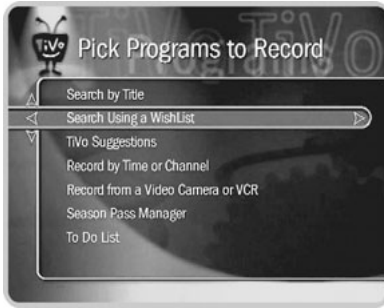 TiVo
Pick Programs to Record
Search by Title
Search Using a WishList
TiVo Suggestions
Record by Time or Channel
Record from a Video Camera or VCR
Season Pass Manager
To Do List